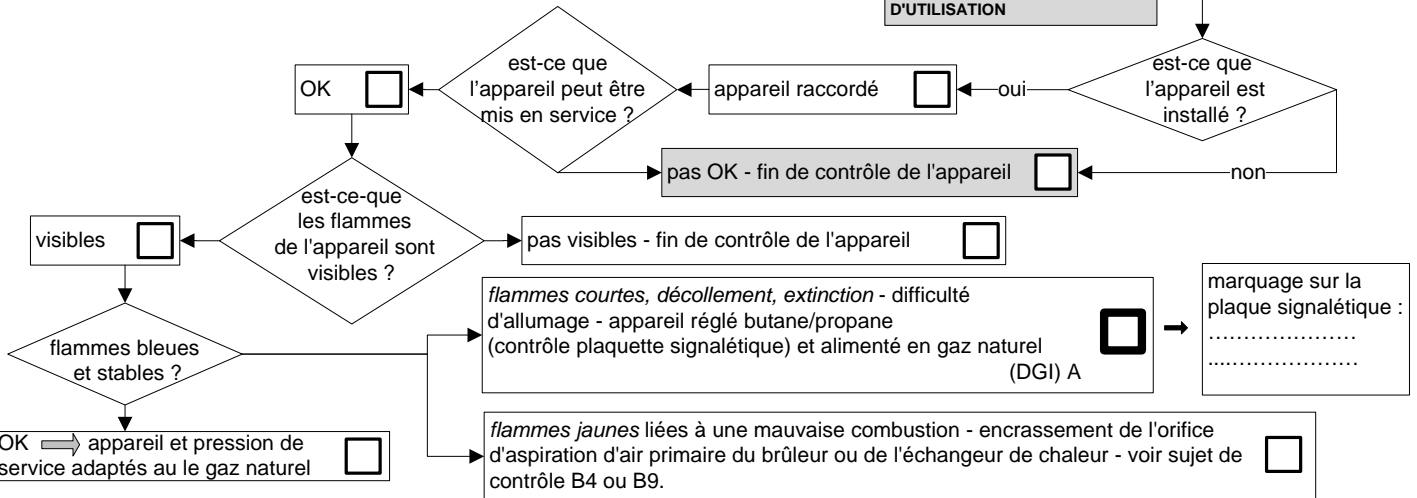 D'UTILISATION
est-ce que
l'appareil est
installé ?
oui
non
appareil raccordé
est-ce que
l'appareil peut être
mis en service ?
OK
pas OK - fin de contrôle de l'appareil
est-ce-que
les flammes
de l'appareil sont
visibles ?
visibles
pas visibles - fin de contrôle de l'appareil
flammes bleues
et stables ?
flammes courtes, décollement, extinction - difficulté
d'allumage - appareil réglé butane/propane
(contrôle plaquette signalétique) et alimenté en gaz naturel
(DGI) A
marquage sur la
plaque signalétique :
.....................
.....................
OK appareil et pression de
service adaptés au le gaz naturel
flammes jaunes liées à une mauvaise combustion - encrassement de l'orifice
d'aspiration d'air primaire du brûleur ou de l'échangeur de chaleur - voir sujet de
contrôle B4 ou B9.